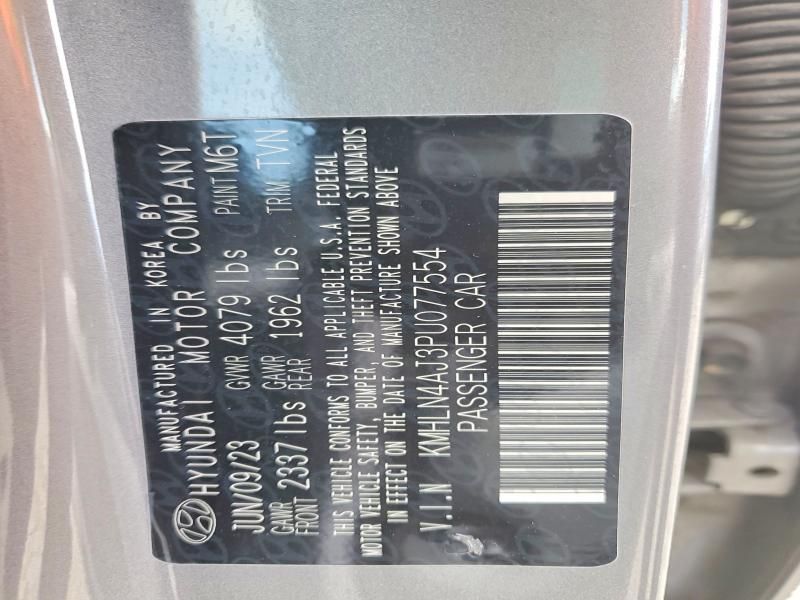 MANUFACTURED IN KOREA BY
HYUNDAI MOTOR COMPANY
JUN/09/23 GVWR 4079 lbs PAINT M6T
GAWR FRONT 2337 lbs GAWR REAR 1962 lbs TRIM TVN
THIS VEHICLE CONFORMS TO ALL APPLICABLE U.S.A. FEDERAL
MOTOR VEHICLE SAFETY, BUMPER, AND THEFT PREVENTION STANDARDS
IN EFFECT ON THE DATE OF MANUFACTURE SHOWN ABOVE
V.I.N KMHLN4AJ3PU077554
PASSENGER CAR